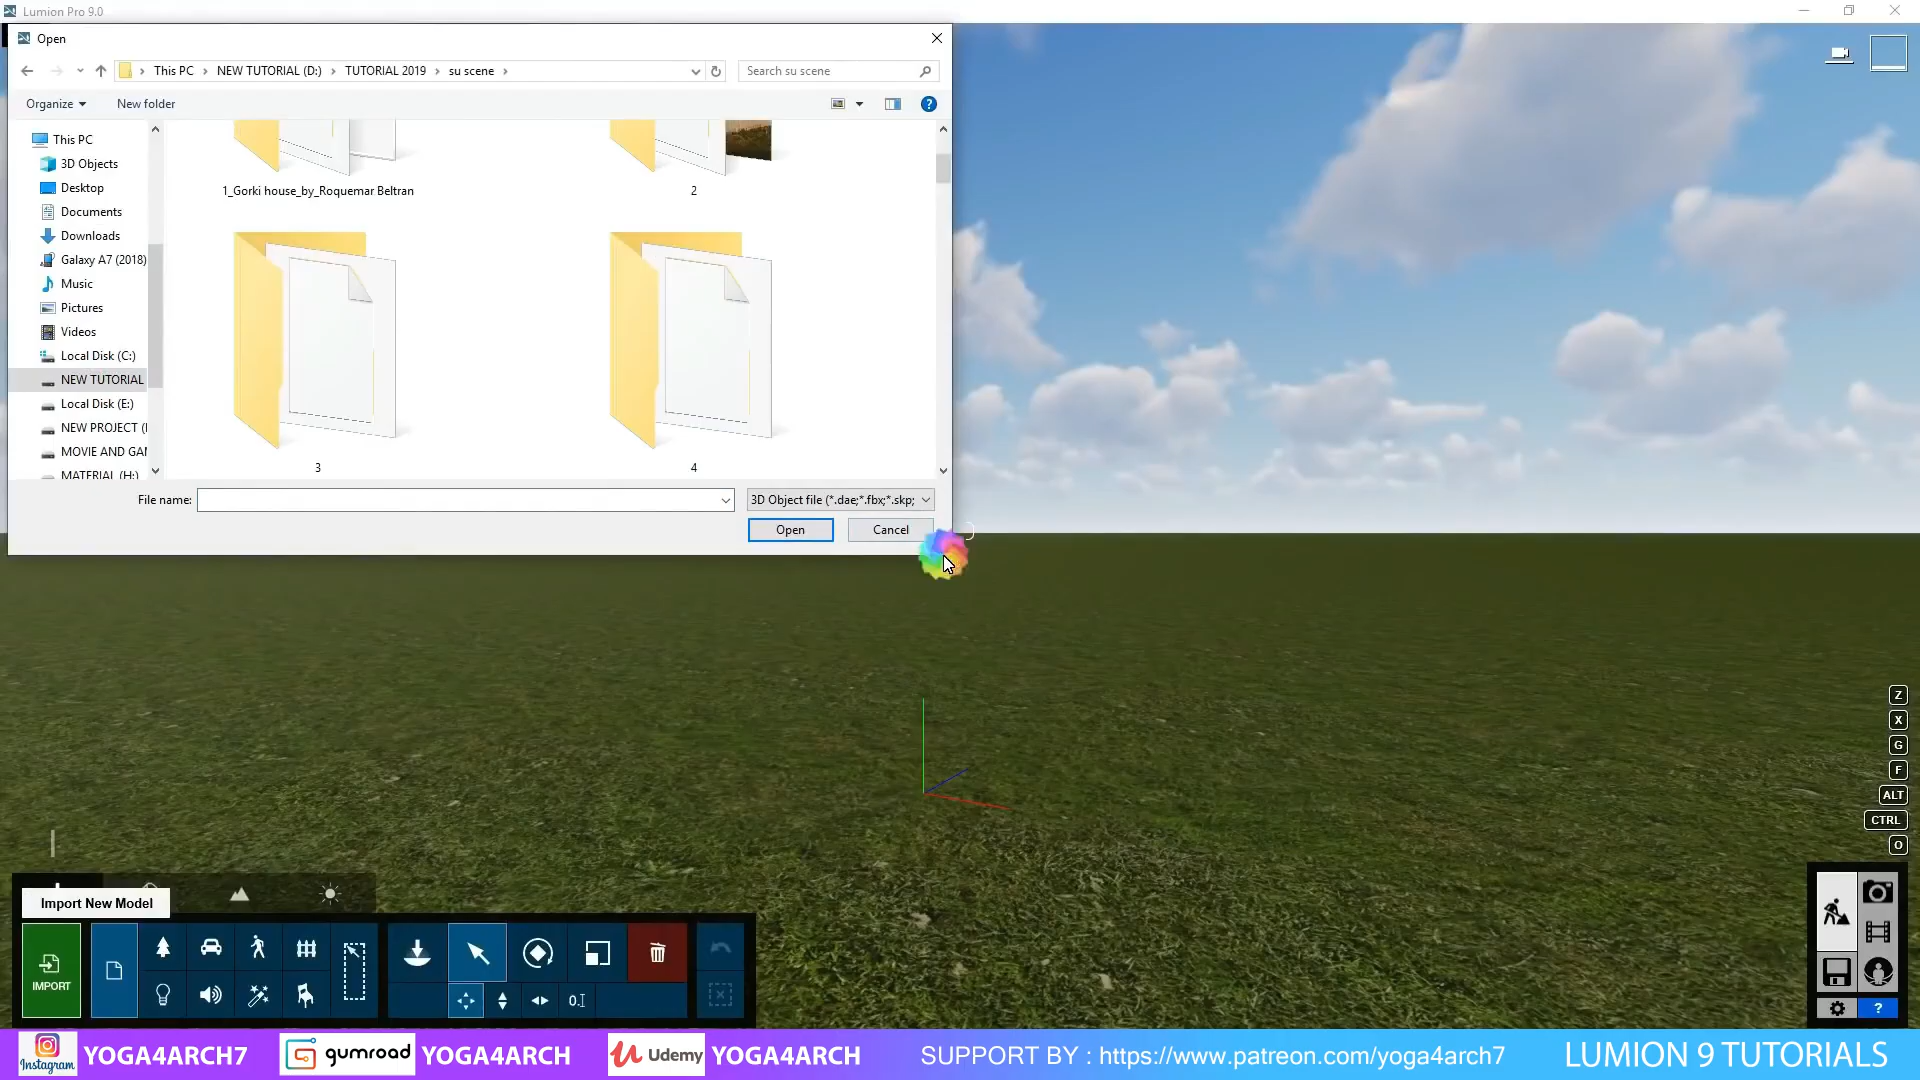 Lumion Pro 9.0
Open
This PC > NEW TUTORIAL (D:) > TUTORIAL 2019 > su scene >
Search su scene
Organize
New folder
This PC
3D Objects
Desktop
Documents
Downloads
Galaxy A7 (2018)
Music
Pictures
Videos
Local Disk (C:)
NEW TUTORIAL
Local Disk (E:)
NEW PROJECT (
MOVIE AND GA
MATERIAL (H:)
1_Gorki house_by_Roquemar Beltran
2
3
4
File name:
3D Object file (*.dae;*.fbx;*.skp;
Open
Cancel
Z
X
G
F
ALT
CTRL
O
Import New Model
IMPORT
0.
?
Instagram
YOGA4ARCH7
gumroad
YOGA4ARCH
Udemy
YOGA4ARCH
SUPPORT BY : https://www.patreon.com/yoga4arch7
LUMION 9 TUTORIALS